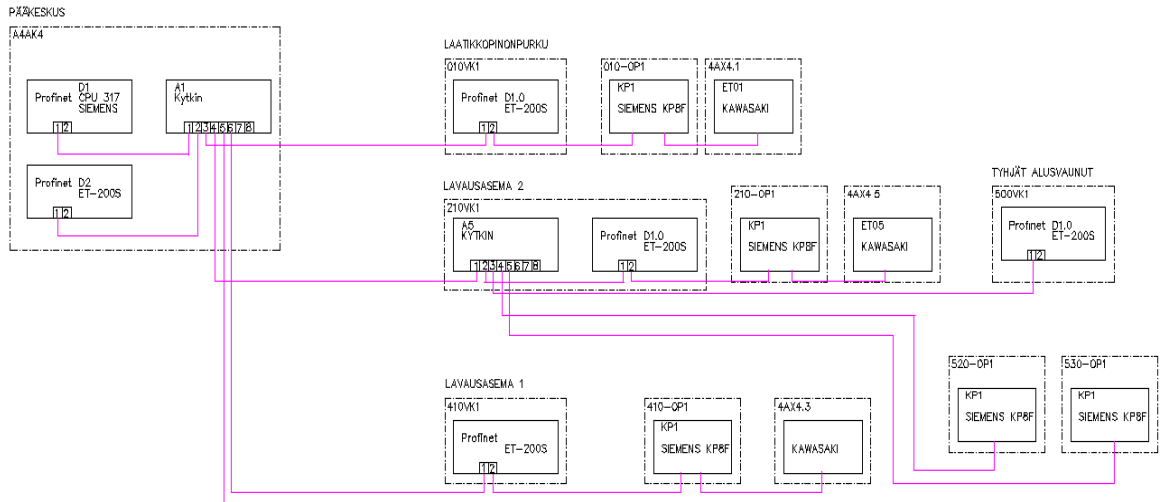 PÄÄKESKUS
A4AK4
D1
Profinet CPU 317
SIEMENS
1 2
A1
Kytkin
1 2 3 4 5 6 7 8
Profinet D2
ET-200S
1 2
LAATIKKOPINONPURKU
010VK1
Profinet D1.0
ET-200S
1 2
010-OP1
KP1
SIEMENS KP8F
4AX4.1
ET01
KAWASAKI
LAVAUSASEMA 2
210VK1
A5
KYTKIN
1 2 3 4 5 6 7 8
Profinet D1.0
ET-200S
1 2
210-OP1
KP1
SIEMENS KP8F
4AX4 5
ET05
KAWASAKI
TYHJÄT ALUSVAUNUT
500VK1
Profinet D1.0
ET-200S
1 2
520-OP1
KP1
SIEMENS KP8F
530-OP1
KP1
SIEMENS KP8F
LAVAUSASEMA 1
410VK1
Profinet
ET-200S
1 2
410-OP1
KP1
SIEMENS KP8F
4AX4.3
KAWASAKI